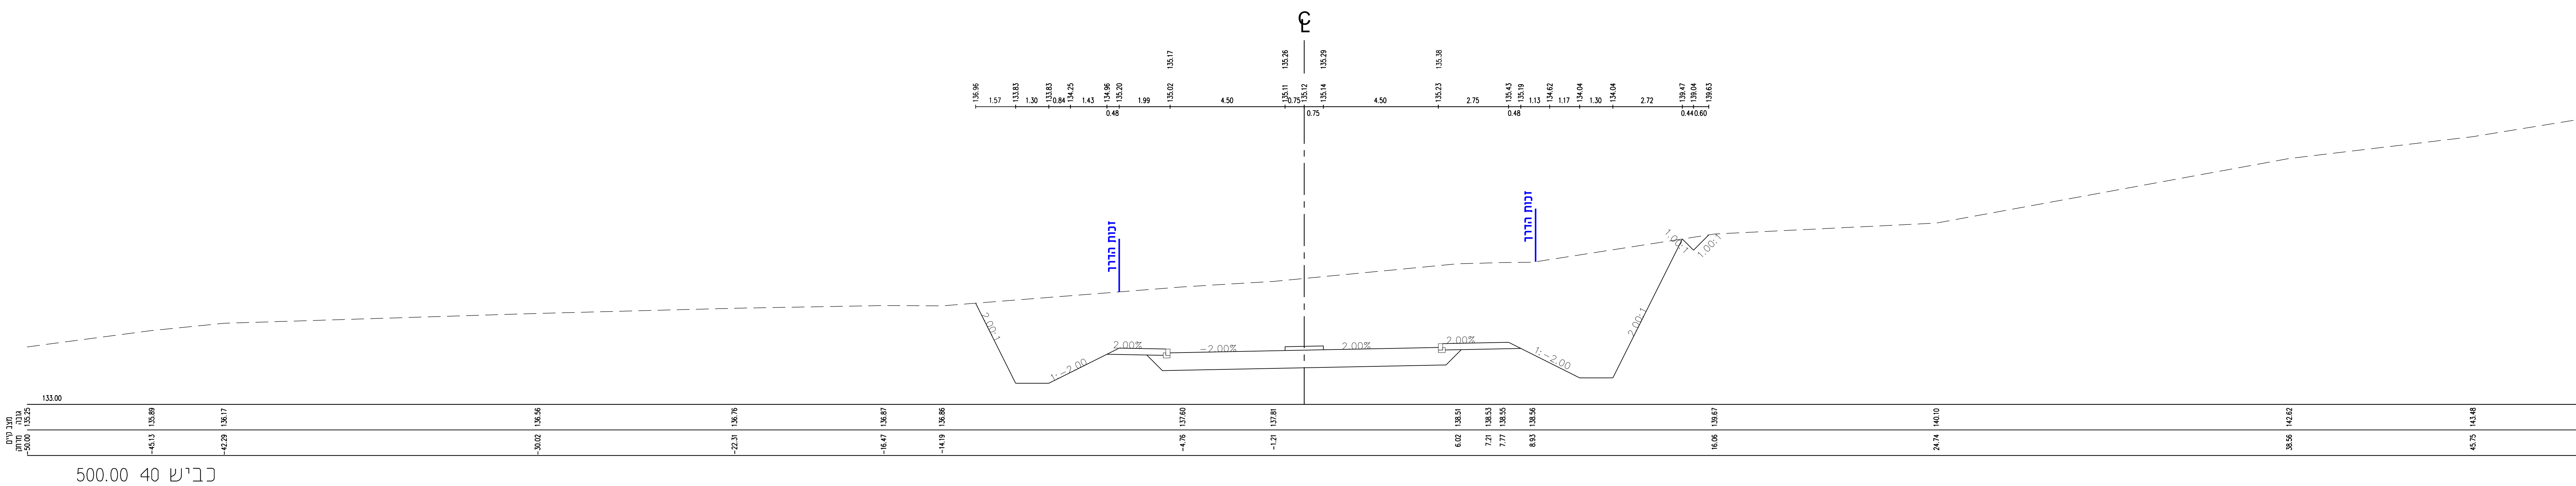 CL
135.17 135.26 135.29 135.38
136.96 133.83 133.83 134.25 134.96 135.20 135.02 135.11 135.12 135.14 135.23 135.43 135.19 134.62 134.04 134.04 139.47 139.04 139.63
1.57 1.30 0.84 1.43 1.99 4.50 0.75 4.50 2.75 1.13 1.17 1.30 2.72
0.48 0.75 0.48 0.44 0.60
זכות הדרך
זכות הדרך
1.00:1 1.00:1
2.00:1 1:-2.00 2.00% -2.00% 2.00% 2.00% 1:-2.00 2.00:1
133.00
מצב קיים
גובה 135.25 135.89 136.17 136.56 136.76 136.87 136.86 137.60 137.81 138.51 138.53 138.55 138.56 139.67 140.10 142.62 143.48
מרחק -50.00 -45.13 -42.29 -30.02 -22.31 -16.47 -14.19 -4.76 -1.21 6.02 7.21 7.77 8.93 16.06 24.74 38.56 45.75
כביש 40 500.00